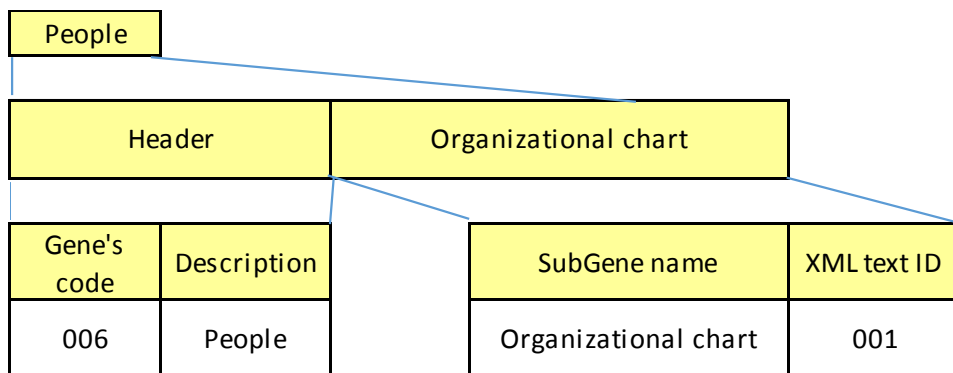 People
Header
Organizational chart
Gene's
code
Description
SubGene name
XML text ID
006
People
Organizational chart
001